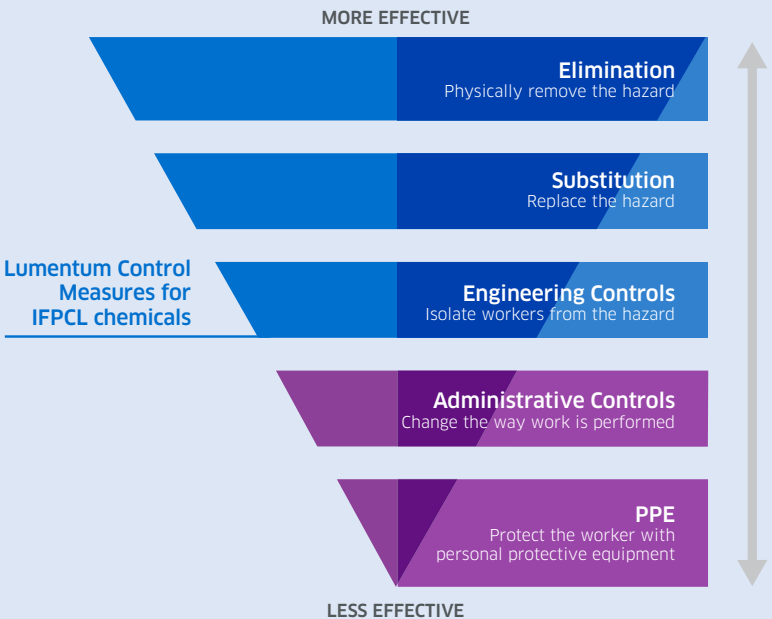 MORE EFFECTIVE
Elimination
Physically remove the hazard
Substitution
Replace the hazard
Lumentum Control
Measures for
IFPCL chemicals
Engineering Controls
Isolate workers from the hazard
Administrative Controls
Change the way work is performed
PPE
Protect the worker with
personal protective equipment
LESS EFFECTIVE